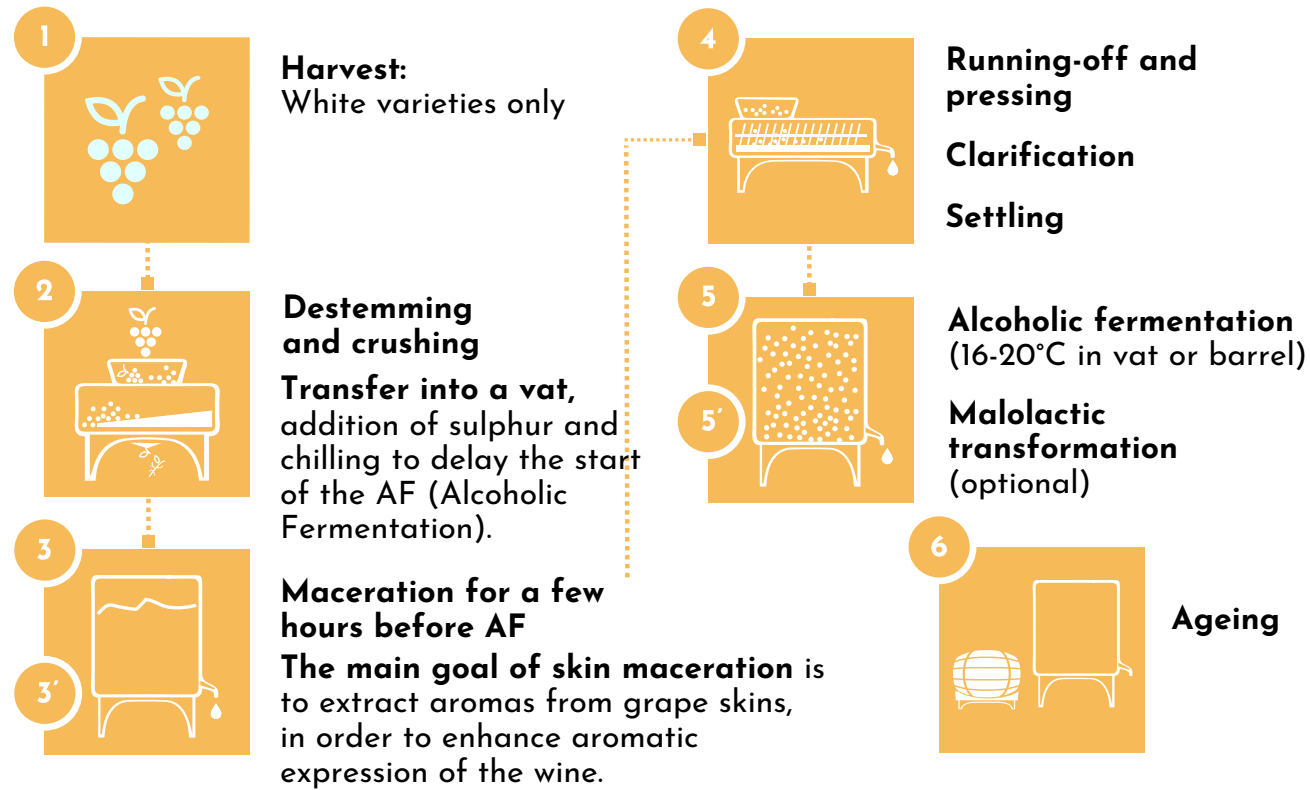 1
Harvest:
White varieties only
2
Destemming
and crushing
Transfer into a vat,
addition of sulphur and
chilling to delay the start
of the AF (Alcoholic
Fermentation).
3
3′
Maceration for a few
hours before AF
The main goal of skin maceration is
to extract aromas from grape skins,
in order to enhance aromatic
expression of the wine.
4
Running-off and
pressing
Clarification
Settling
5
Alcoholic fermentation
(16-20°C in vat or barrel)
5′
Malolactic
transformation
(optional)
6
Ageing